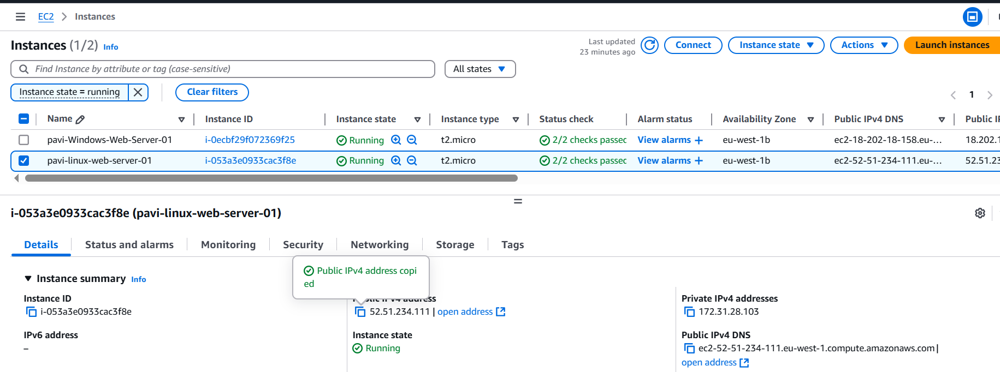 EC2 > Instances
Instances (1/2) Info
Last updated
23 minutes ago
Connect
Instance state
Actions
Launch instances
Find Instance by attribute or tag (case-sensitive)
All states
Instance state = running
Clear filters
1
Name Instance ID Instance state Instance type Status check Alarm status Availability Zone Public IPv4 DNS Public
pavi-Windows-Web-Server-01 i-0ecbf29f072369f25 Running t2.micro 2/2 checks passed View alarms + eu-west-1b ec2-18-202-18-158.eu-... 18.202.1
pavi-linux-web-server-01 i-053a3e0933cac3f8e Running t2.micro 2/2 checks passed View alarms + eu-west-1b ec2-52-51-234-111.eu-... 52.51.23
i-053a3e0933cac3f8e (pavi-linux-web-server-01)
Details Status and alarms Monitoring Security Networking Storage Tags
Public IPv4 address copi
ed
Instance summary Info
Instance ID
i-053a3e0933cac3f8e
IPv6 address
–
Public IPv4 address
52.51.234.111 | open address
Instance state
Running
Private IPv4 addresses
172.31.28.103
Public IPv4 DNS
ec2-52-51-234-111.eu-west-1.compute.amazonaws.com |
open address